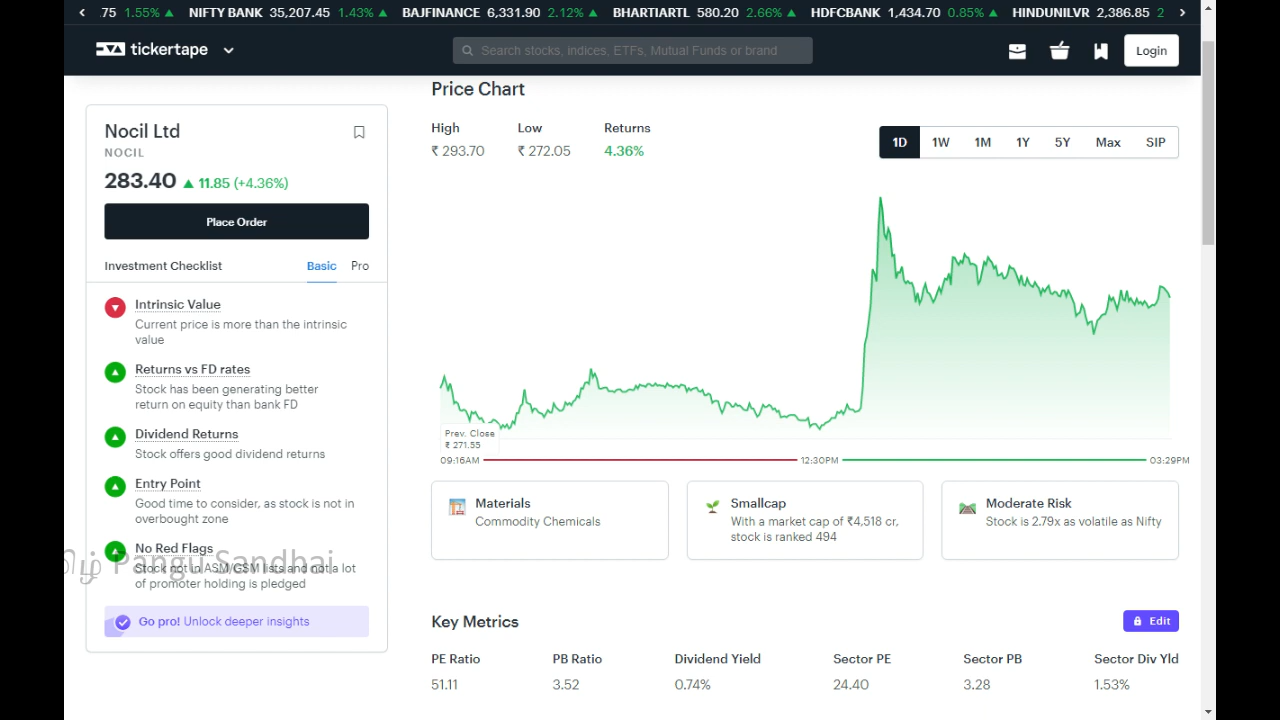 .75 1.55% NIFTY BANK 35,207.45 1.43% BAJFINANCE 6,331.90 2.12% BHARTIARTL 580.20 2.66% HDFCBANK 1,434.70 0.85% HINDUNILVR 2,386.85 2
tickertape
Search stocks, indices, ETFs, Mutual Funds or brand
Login
Nocil Ltd
NOCIL
283.40 11.85 (+4.36%)
Place Order
Investment Checklist Basic Pro
Intrinsic Value
Current price is more than the intrinsic
value
Returns vs FD rates
Stock has been generating better
return on equity than bank FD
Dividend Returns
Stock offers good dividend returns
Entry Point
Good time to consider, as stock is not in
overbought zone
No Red Flags
Stock not in ASM/GSM lists and not a lot
of promoter holding is pledged
Pangu Sandhai
Go pro! Unlock deeper insights
Price Chart
High Low Returns
₹ 293.70 ₹ 272.05 4.36%
1D 1W 1M 1Y 5Y Max SIP
Prev. Close
₹ 271.55
09:16AM 12:30PM 03:29PM
Materials
Commodity Chemicals
Smallcap
With a market cap of ₹4,518 cr,
stock is ranked 494
Moderate Risk
Stock is 2.79x as volatile as Nifty
Key Metrics
Edit
PE Ratio PB Ratio Dividend Yield Sector PE Sector PB Sector Div Yld
51.11 3.52 0.74% 24.40 3.28 1.53%